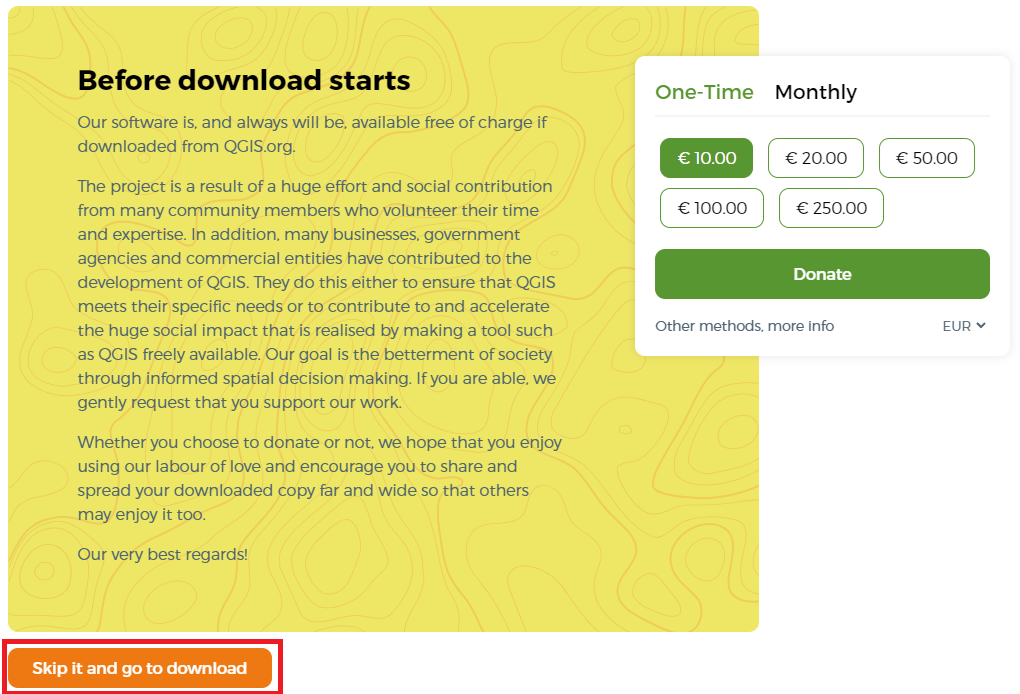 Before download starts
Our software is, and always will be, available free of charge if
downloaded from QGIS.org.
The project is a result of a huge effort and social contribution
from many community members who volunteer their time
and expertise. In addition, many businesses, government
agencies and commercial entities have contributed to the
development of QGIS. They do this either to ensure that QGIS
meets their specific needs or to contribute to and accelerate
the huge social impact that is realised by making a tool such
as QGIS freely available. Our goal is the betterment of society
through informed spatial decision making. If you are able, we
gently request that you support our work.
Whether you choose to donate or not, we hope that you enjoy
using our labour of love and encourage you to share and
spread your downloaded copy far and wide so that others
may enjoy it too.
Our very best regards!
One-Time Monthly
€ 10.00 € 20.00 € 50.00
€ 100.00 € 250.00
Donate
Other methods, more info EUR
Skip it and go to download